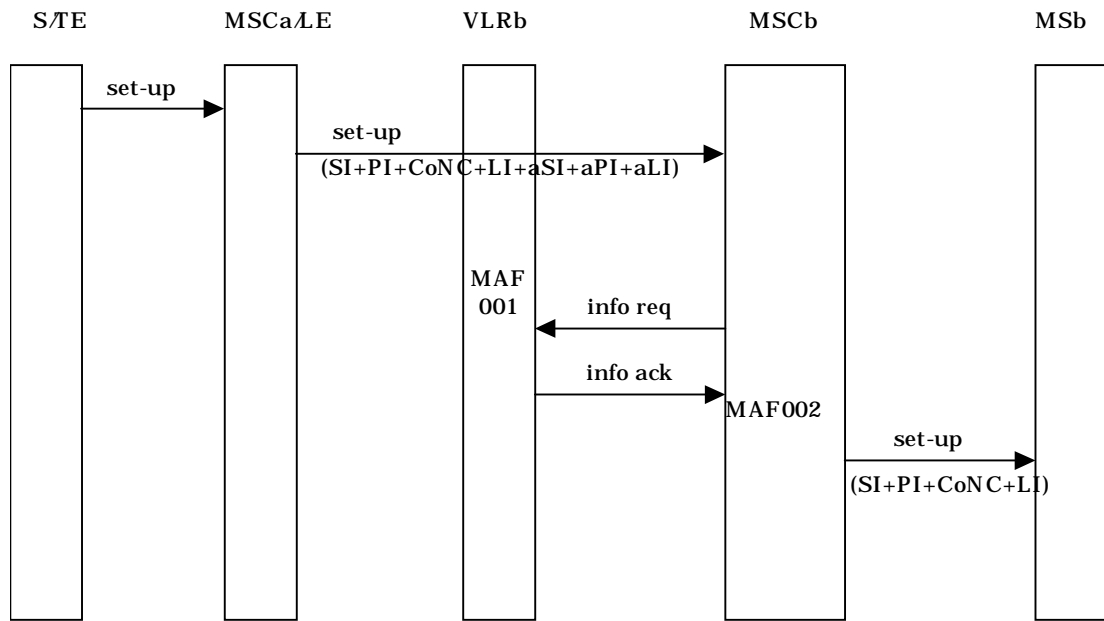 S/TE MSCa/LE VLRb MSCb MSb
set-up
set-up
(SI+PI+CoNC+LI+aSI+aPI+aLI)
MAF
001
info req
info ack
MAF002
set-up
(SI+PI+CoNC+LI)